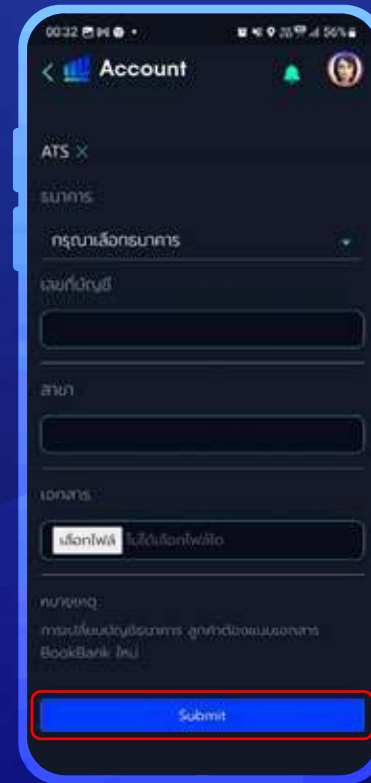 00:32
56%
Account
ATS ×
ธนาคาร
กรุณาเลือกธนาคาร
เลขที่บัญชี
สาขา
เอกสาร
เลือกไฟล์ ไม่ได้เลือกไฟล์ใด
หมายเหตุ
การเปลี่ยนบัญชีธนาคาร ลูกค้าต้องแนบเอกสาร
BookBank ใหม่
Submit